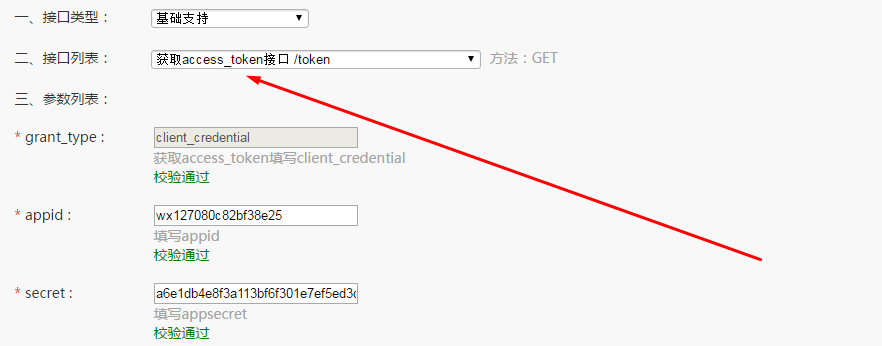 一、接口类型： 基础支持
二、接口列表： 获取access_token接口 /token 方法：GET
三、参数列表：
* grant_type : client_credential
获取access_token填写client_credential
校验通过
* appid : wx127080c82bf38e25
填写appid
校验通过
* secret : a6e1db4e8f3a113bf6f301e7ef5ed3c
填写appsecret
校验通过